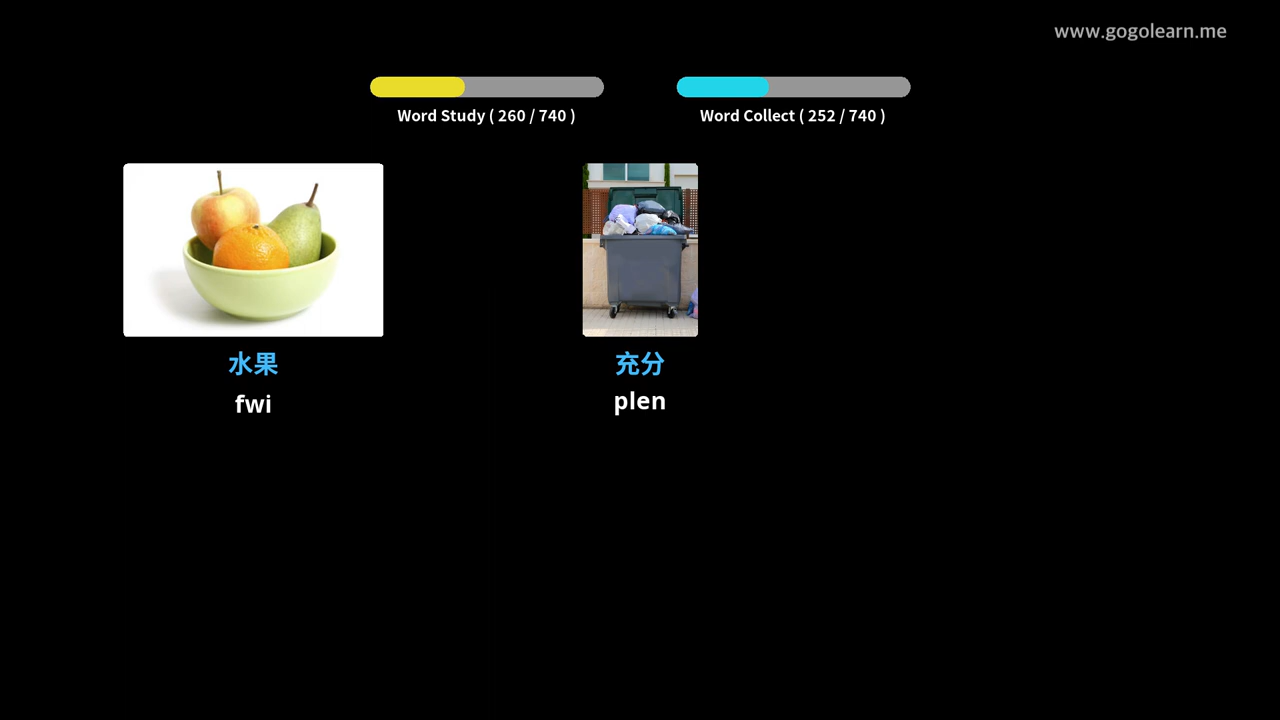 www.gogolearn.me
Word Study ( 260 / 740 )
Word Collect ( 252 / 740 )
水果
fwi
充分
plen